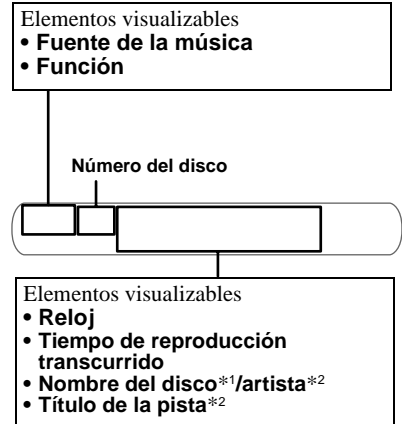 Elementos visualizables
• Fuente de la música
• Función
Número del disco
Elementos visualizables
• Reloj
• Tiempo de reproducción
transcurrido
• Nombre del disco*1/artista*2
• Título de la pista*2